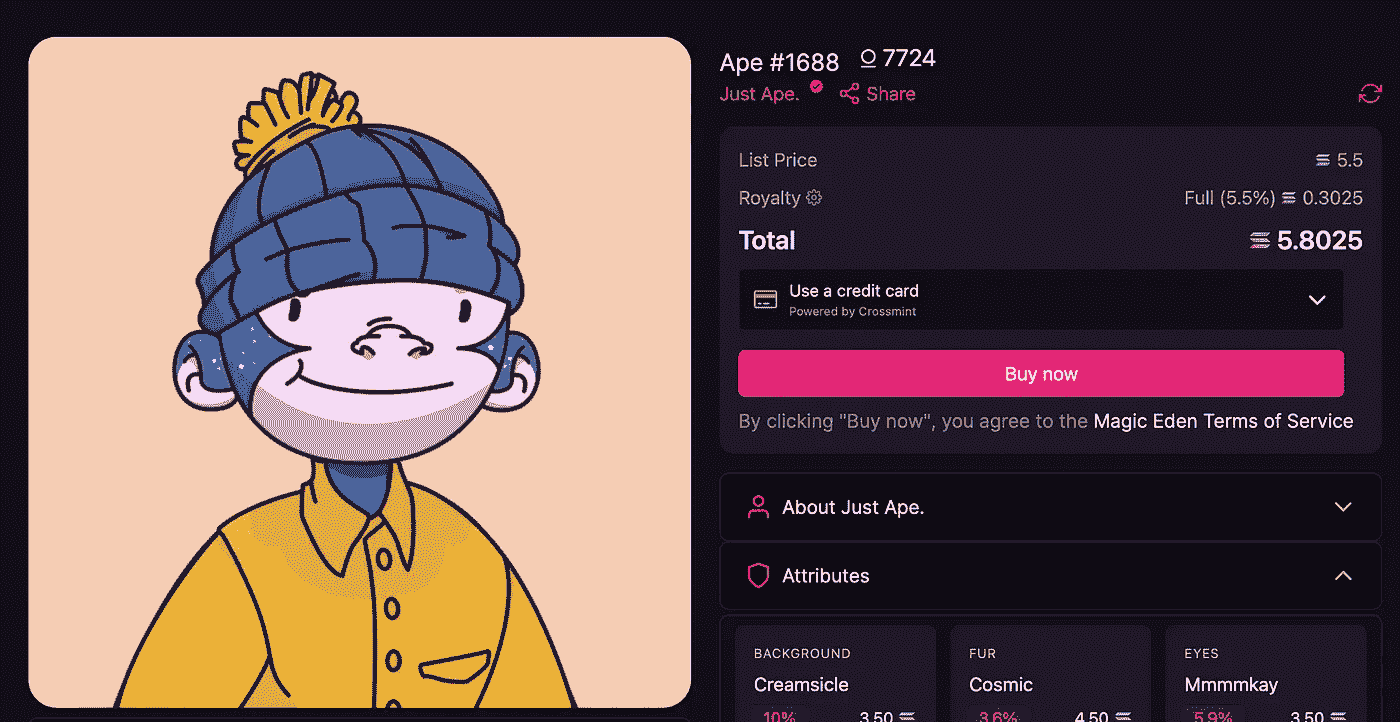 Ape #1688 7724
Just Ape. Share
List Price 5.5
Royalty Full (5.5%) 0.3025
Total 5.8025
Use a credit card
Powered by Crossmint
Buy now
By clicking "Buy now", you agree to the Magic Eden Terms of Service
About Just Ape.
Attributes
BACKGROUND FUR EYES
Creamsicle Cosmic Mmmmkay
10% 3.50 3.6% 4.50 5.9% 3.50